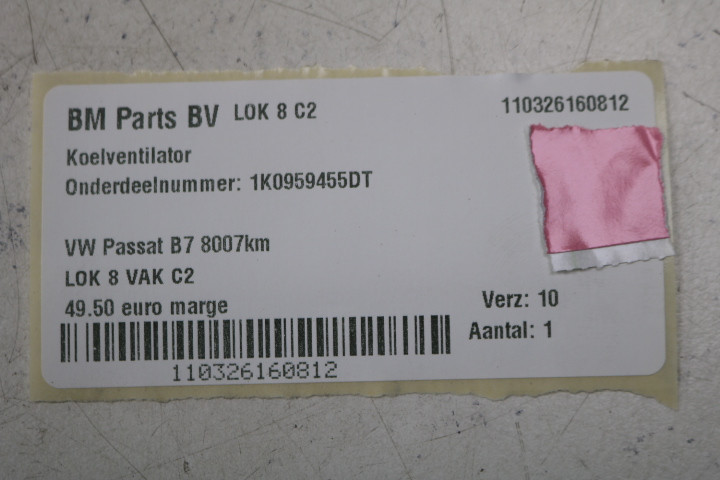 BM Parts BV LOK 8 C2 110326160812
Koelventilator
Onderdeelnummer: 1K0959455DT
VW Passat B7 8007km
LOK 8 VAK C2
49.50 euro marge Verz: 10
Aantal: 1
110326160812